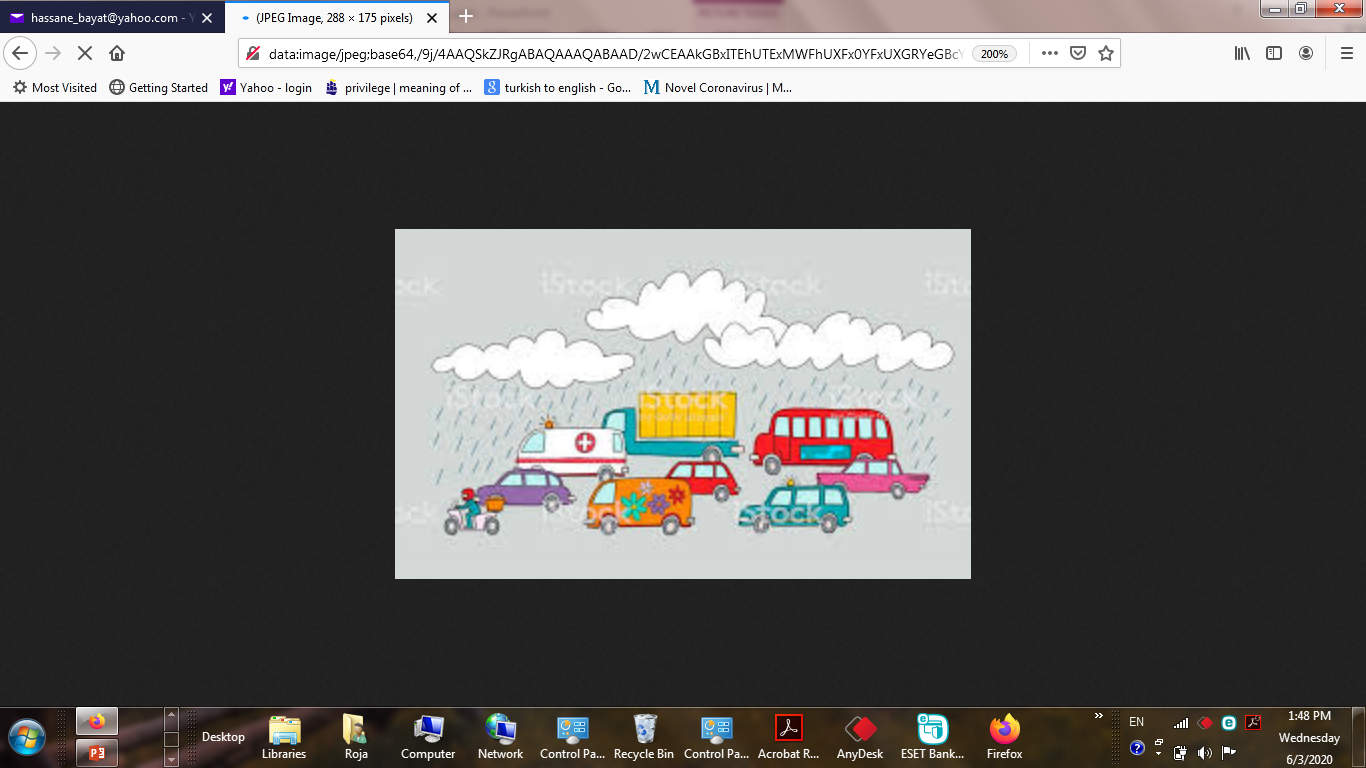 hassane_bayat@yahoo.com - Y
(JPEG Image, 288 × 175 pixels)
data:image/jpeg;base64,/9j/4AAQSkZJRgABAQAAAQABAAD/2wCEAAkGBxITEhUTExMWFhUXFx0YFxUXGRYeGBcY
200%
Most Visited
Getting Started
Yahoo - login
privilege | meaning of ...
turkish to english - Go...
Novel Coronavirus | M...
iStock
iStock
iStock
iStock
iStock
iStock
iStock
Desktop
Libraries
Roja
Computer
Network
Control Pa...
Recycle Bin
Control Pa...
Acrobat R...
AnyDesk
ESET Bank...
Firefox
EN
1:48 PM
Wednesday
6/3/2020